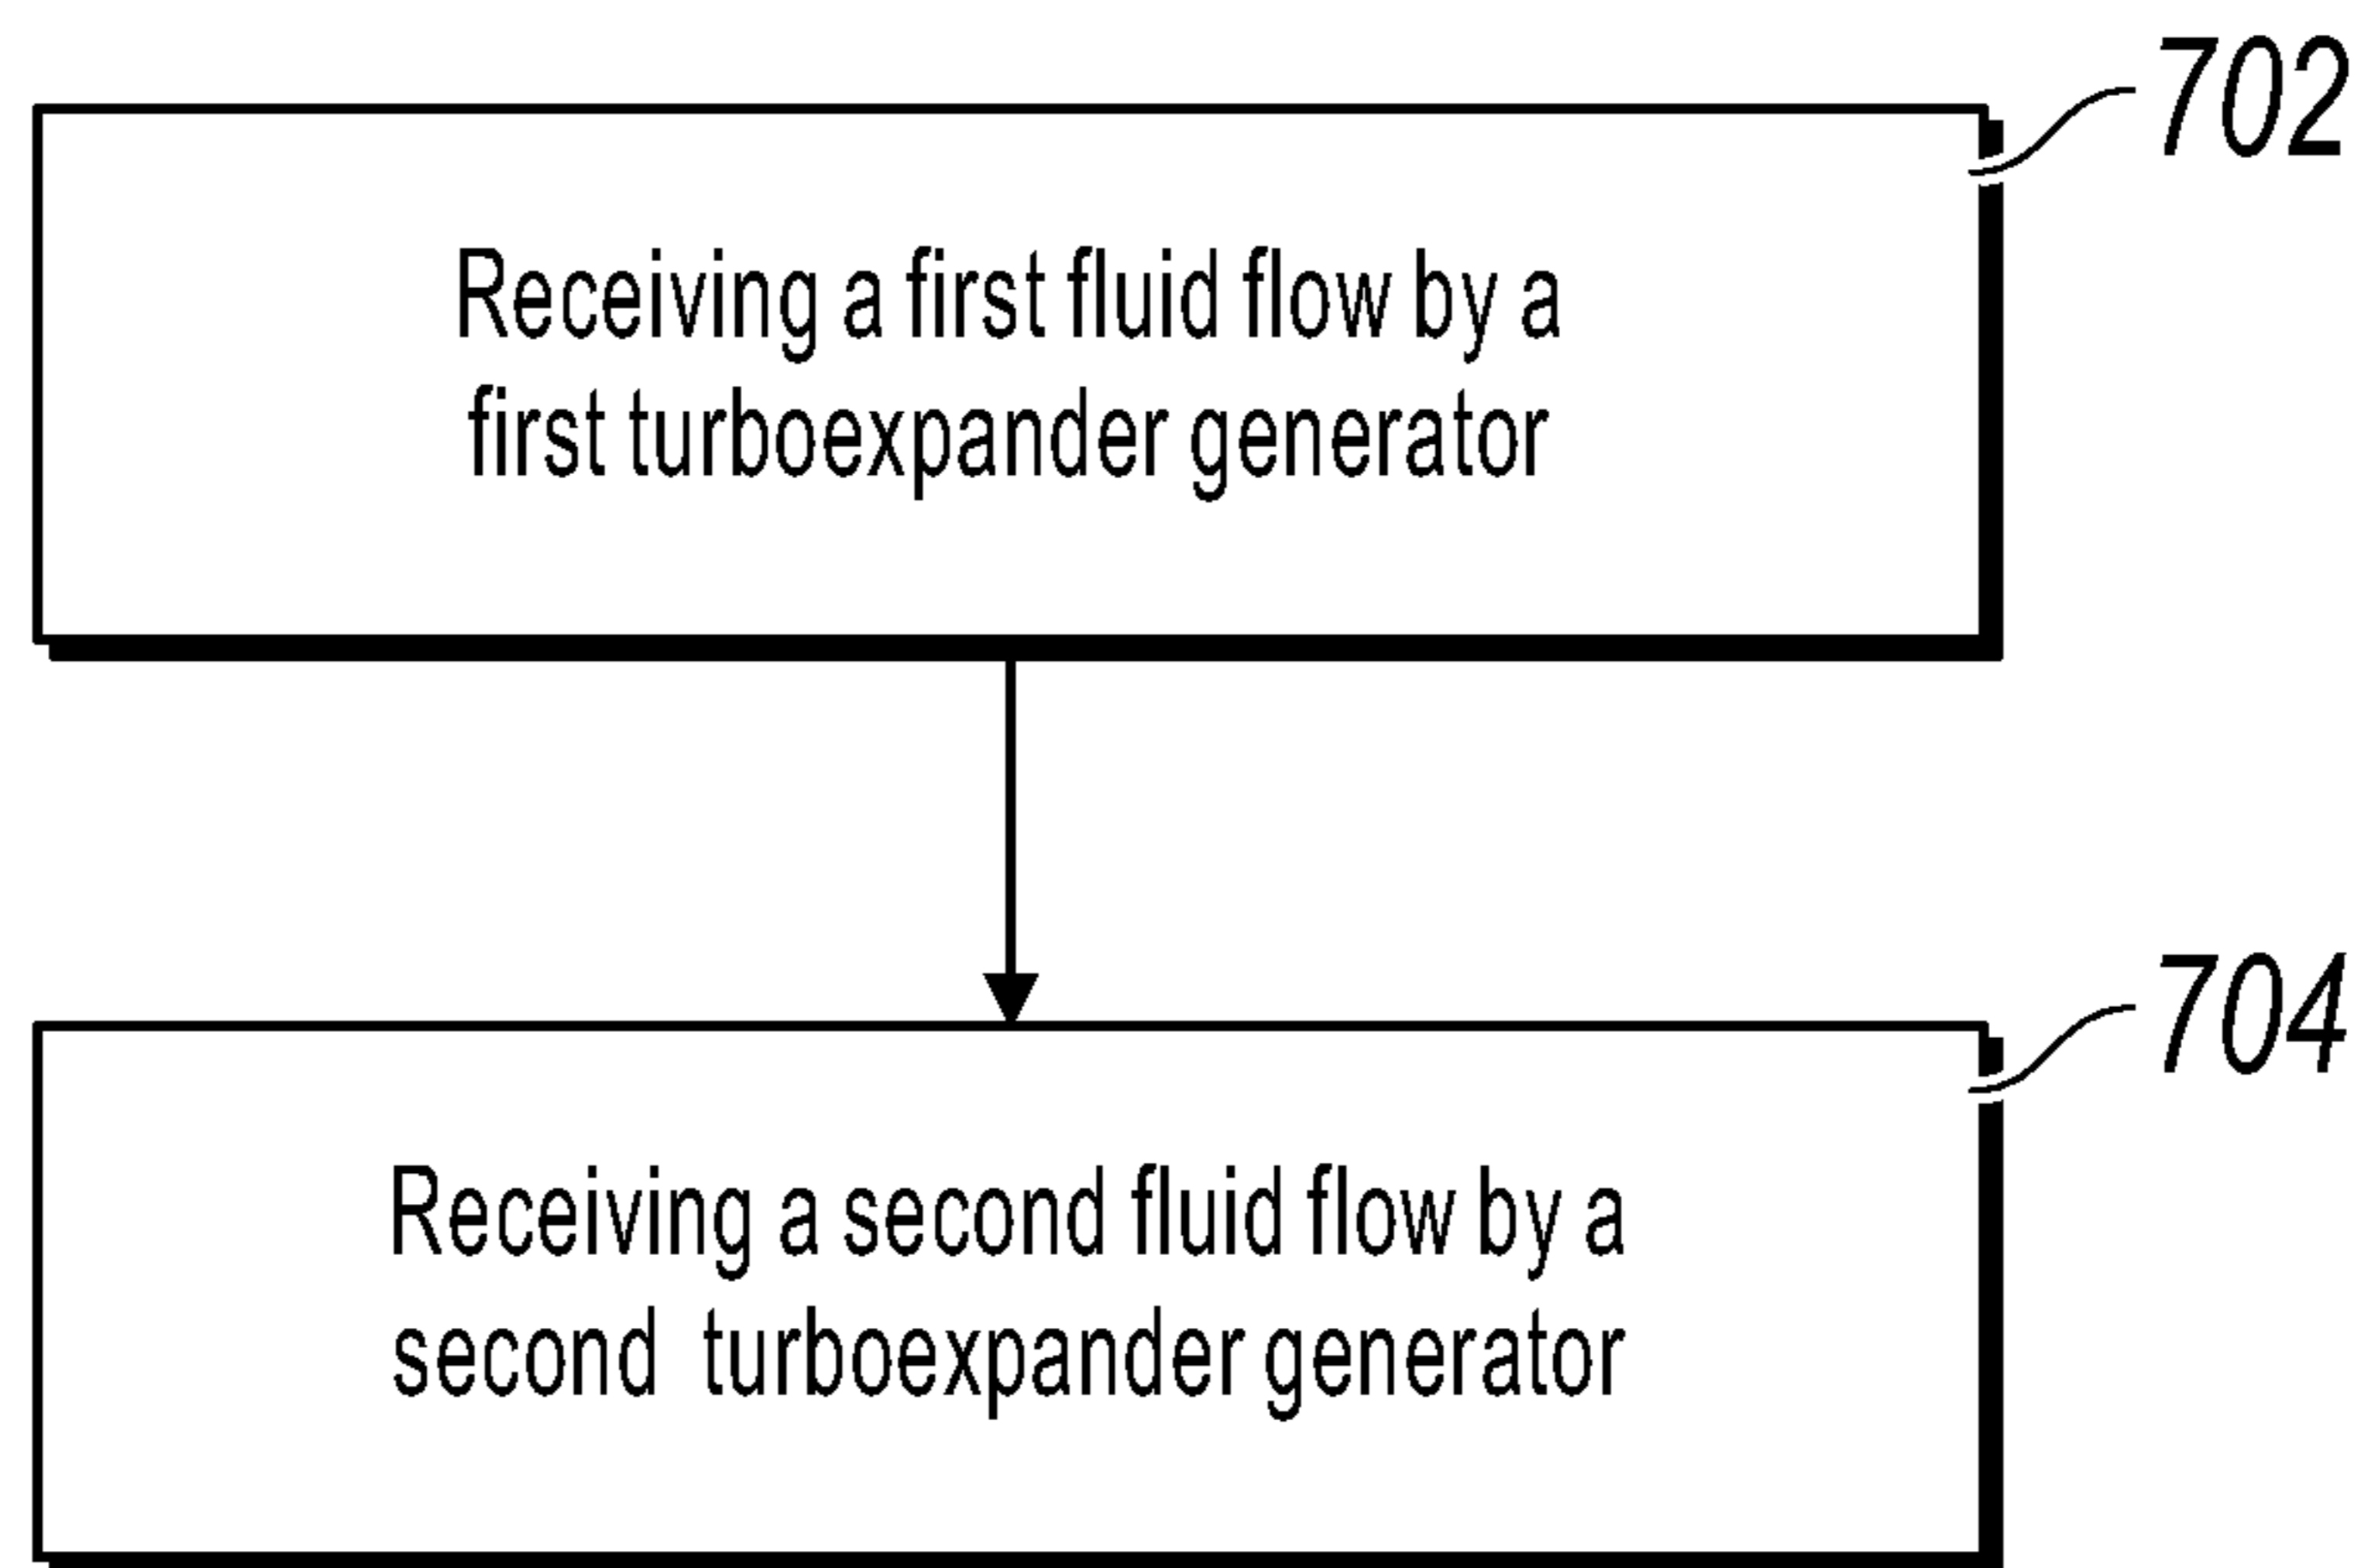 702
Receiving a first fluid flow by a
first turboexpander generator
704
Receiving a second fluid flow by a
second turboexpander generator